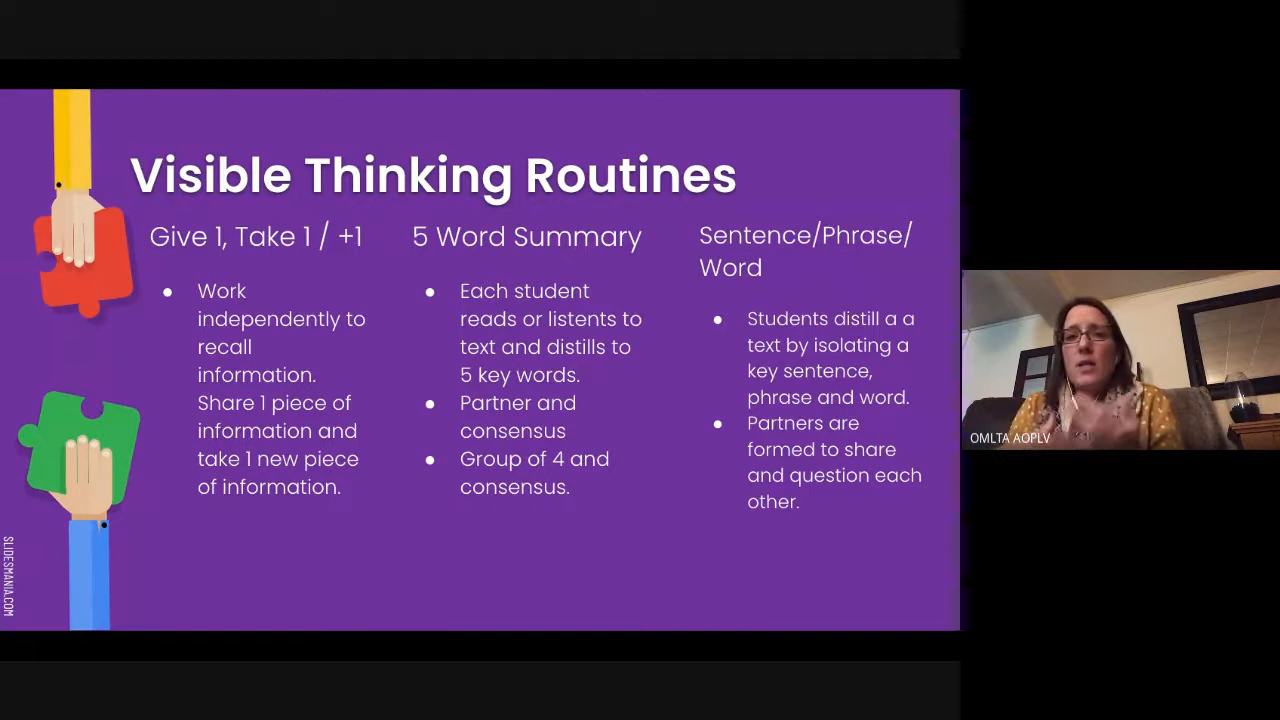 Visible Thinking Routines
Give 1, Take 1 / +1
Work
independently to
recall
information.
Share 1 piece of
information and
take 1 new piece
of information.
5 Word Summary
Each student
reads or listents to
text and distills to
5 key words.
Partner and
consensus
Group of 4 and
consensus.
Sentence/Phrase/
Word
Students distill a a
text by isolating a
key sentence,
phrase and word.
Partners are
formed to share
and question each
other.
SLIDESMANIA.COM
OMLTA AOPLV